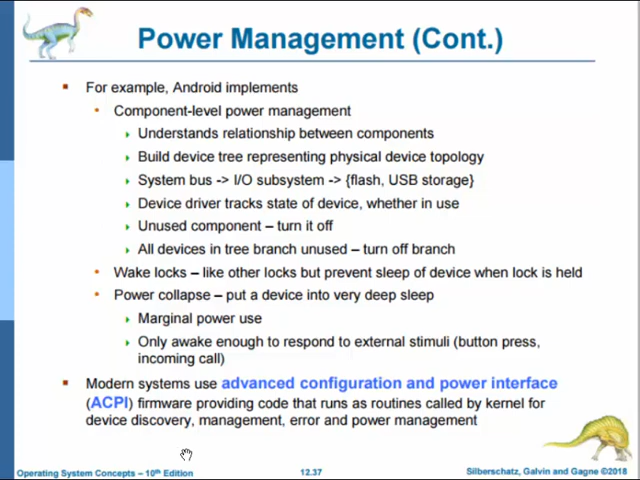 Power Management (Cont.)
For example, Android implements
Component-level power management
Understands relationship between components
Build device tree representing physical device topology
System bus -> I/O subsystem -> {flash, USB storage}
Device driver tracks state of device, whether in use
Unused component – turn it off
All devices in tree branch unused – turn off branch
Wake locks – like other locks but prevent sleep of device when lock is held
Power collapse – put a device into very deep sleep
Marginal power use
Only awake enough to respond to external stimuli (button press,
incoming call)
Modern systems use advanced configuration and power interface
(ACPI) firmware providing code that runs as routines called by kernel for
device discovery, management, error and power management
Operating System Concepts – 10th Edition
12.37
Silberschatz, Galvin and Gagne ©2018